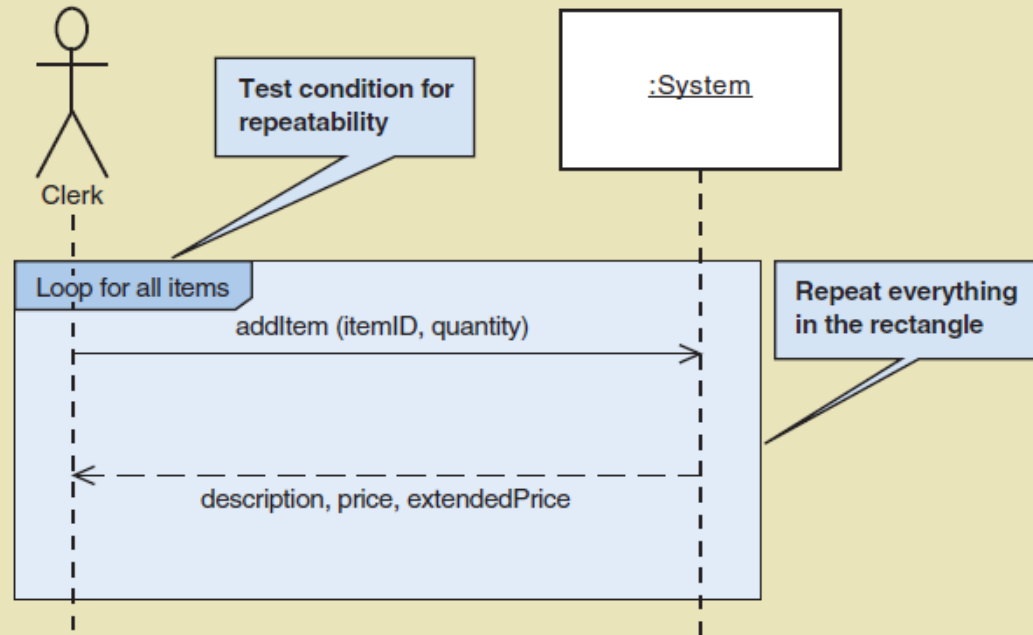 Test condition for
repeatability
:System
Clerk
Loop for all items
addItem (itemID, quantity)
Repeat everything
in the rectangle
description, price, extendedPrice